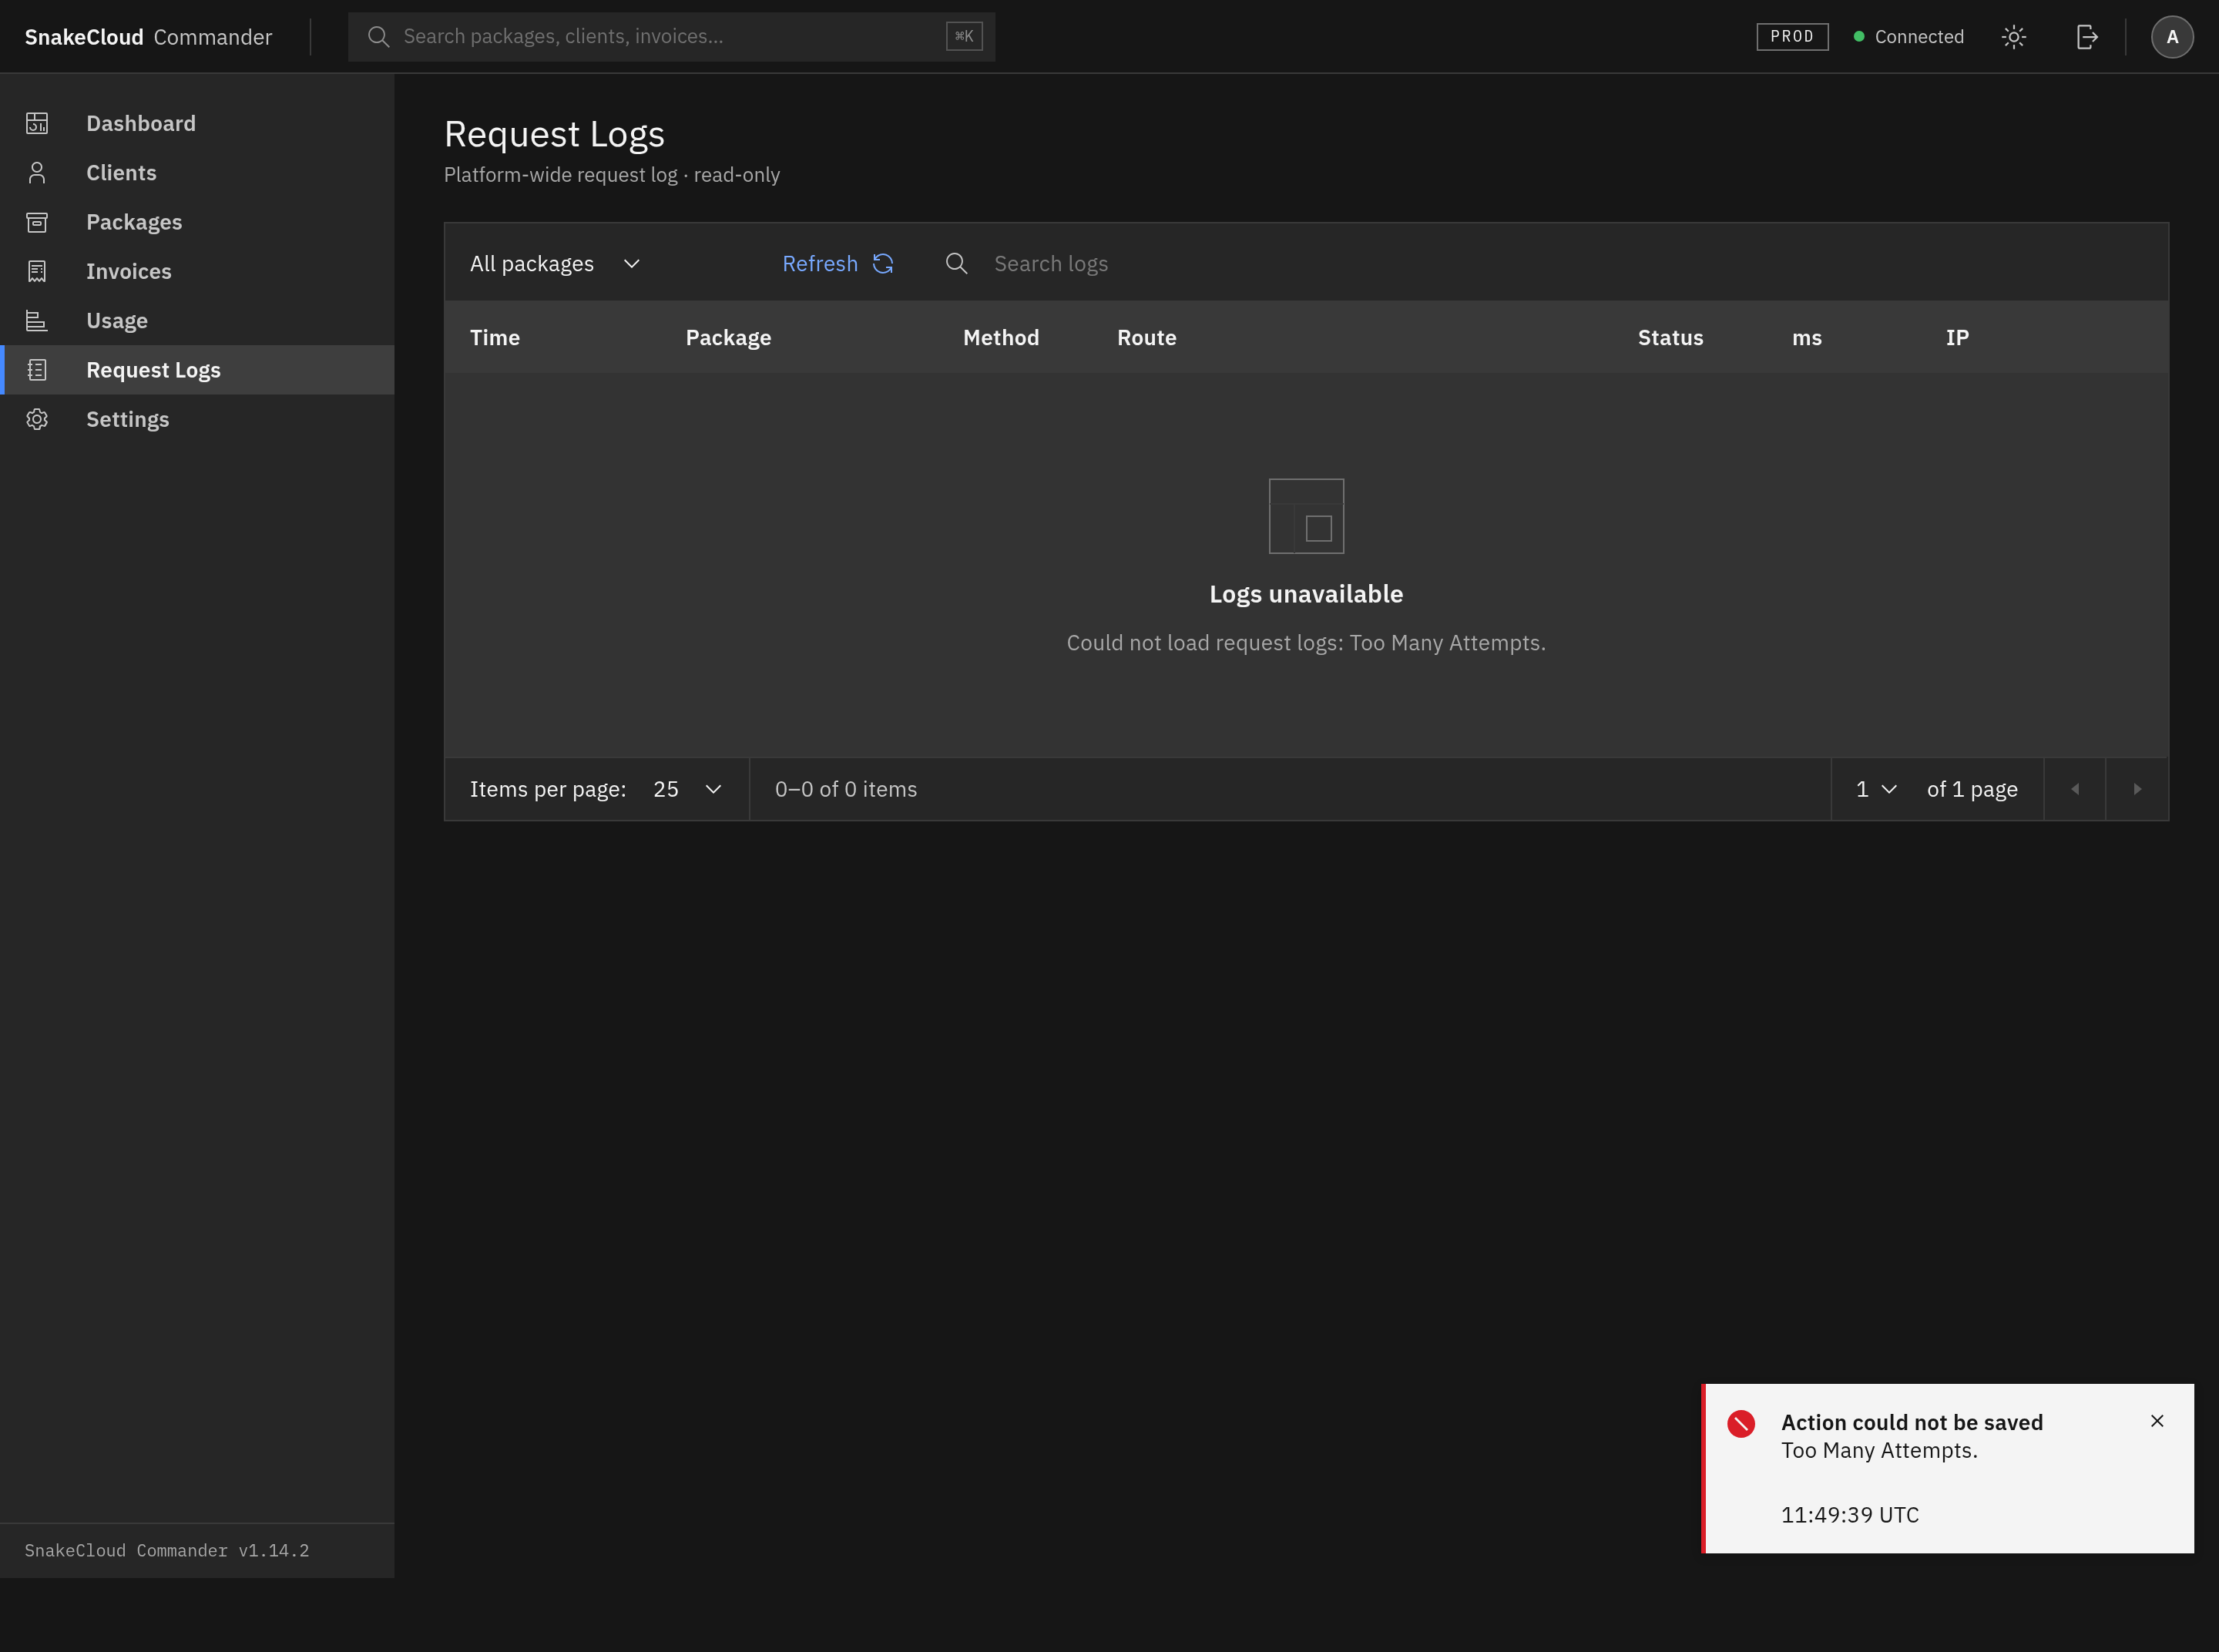 SnakeCloud Commander
Search packages, clients, invoices...
⌘K
PROD
Connected
A
Dashboard
Clients
Packages
Invoices
Usage
Request Logs
Settings
SnakeCloud Commander v1.14.2
Request Logs
Platform-wide request log · read-only
All packages
Refresh
Search logs
Time Package Method Route Status ms IP
Logs unavailable
Could not load request logs: Too Many Attempts.
Items per page: 25
0–0 of 0 items
1
of 1 page
Action could not be saved
Too Many Attempts.
11:49:39 UTC